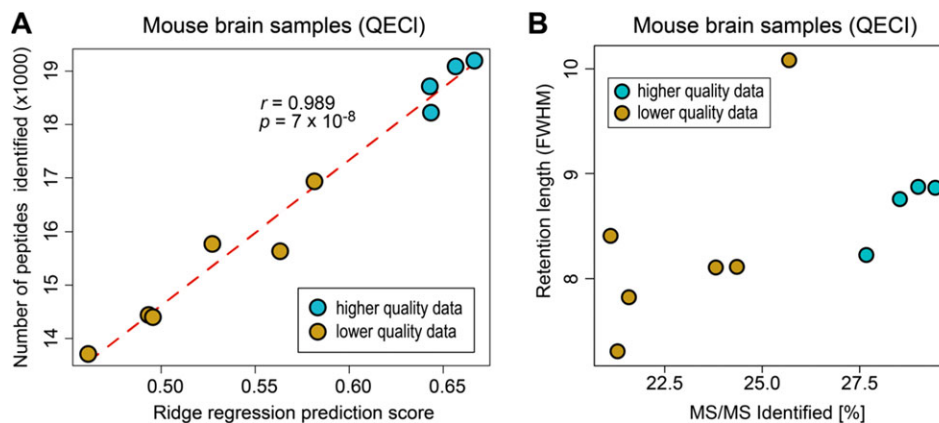 A
Mouse brain samples (QECI)
Number of peptides identified (x1000)
19
18
17
16
15
14
r = 0.989
p = 7 x 10⁻⁸
higher quality data
lower quality data
0.50
0.55
0.60
0.65
Ridge regression prediction score
B
Mouse brain samples (QECI)
Retention length (FWHM)
10
9
8
higher quality data
lower quality data
22.5
25.0
27.5
MS/MS Identified [%]